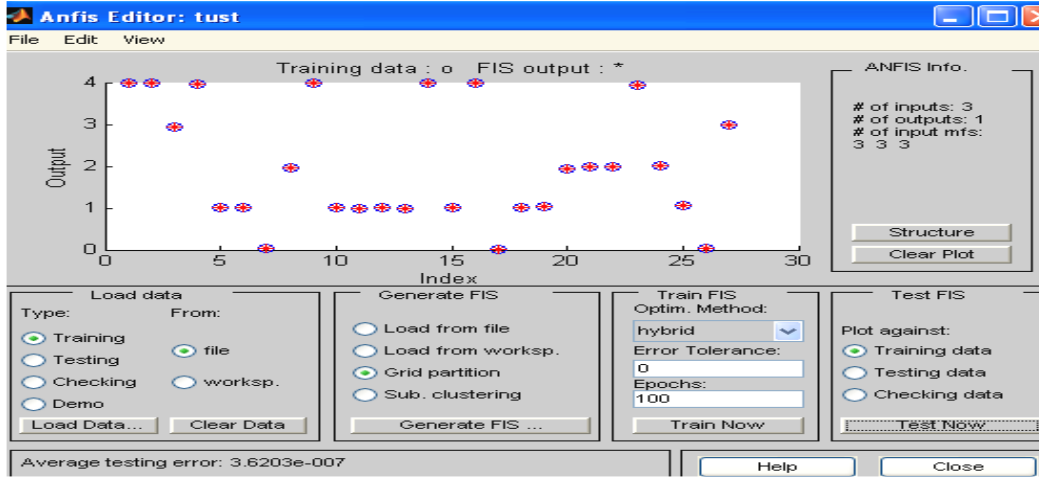 Anfis Editor: tust
File Edit View
Training data : o FIS output : *
Output
4
3
2
1
0
0 5 10 15 20 25 30
Index
ANFIS Info.
# of inputs: 3
# of outputs: 1
# of input mfs:
3 3 3
Structure
Clear Plot
Load data
Type: From:
Training
Testing
Checking
Demo
file
worksp.
Load Data... Clear Data
Generate FIS
Load from file
Load from worksp.
Grid partition
Sub. clustering
Generate FIS ...
Train FIS
Optim. Method:
hybrid
Error Tolerance:
0
Epochs:
100
Train Now
Test FIS
Plot against:
Training data
Testing data
Checking data
Test Now
Average testing error: 3.6203e-007
Help Close